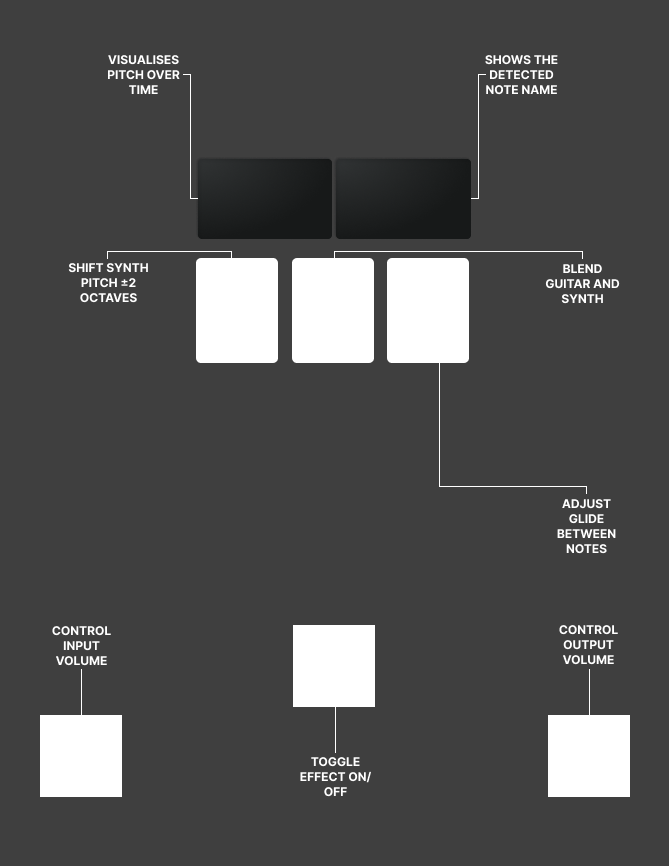 VISUALISES
PITCH OVER
TIME
SHOWS THE
DETECTED
NOTE NAME
SHIFT SYNTH
PITCH ±2
OCTAVES
BLEND
GUITAR AND
SYNTH
ADJUST
GLIDE
BETWEEN
NOTES
CONTROL
INPUT
VOLUME
CONTROL
OUTPUT
VOLUME
TOGGLE
EFFECT ON/
OFF